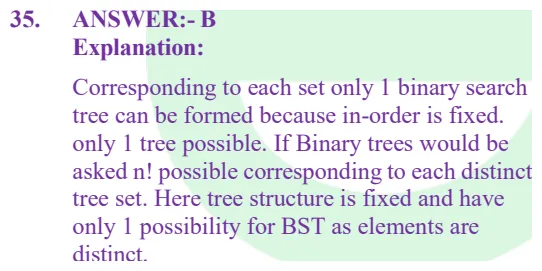 35. ANSWER:- B
Explanation:
Corresponding to each set only 1 binary search
tree can be formed because in-order is fixed.
only 1 tree possible. If Binary trees would be
asked n! possible corresponding to each distinct
tree set. Here tree structure is fixed and have
only 1 possibility for BST as elements are
distinct.